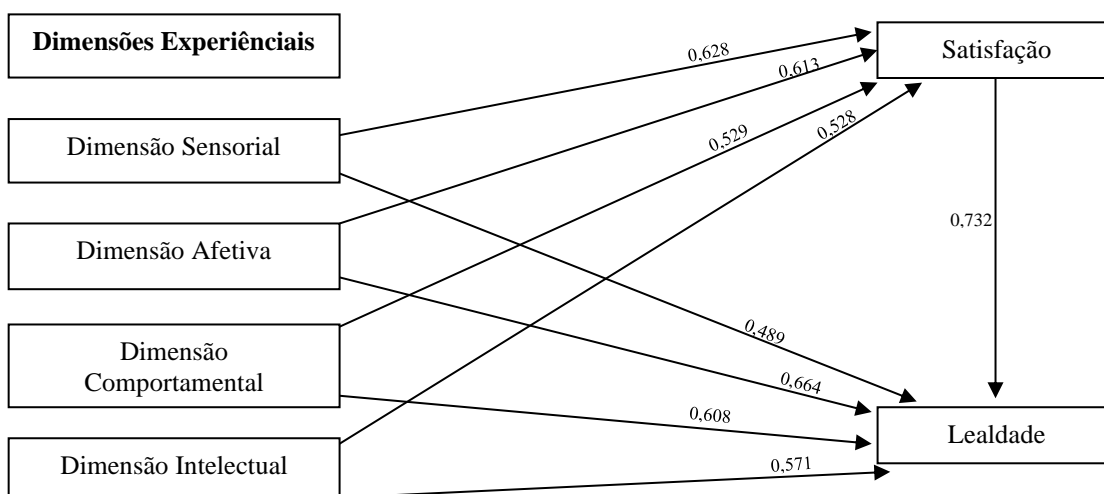 Dimensões Experiênciais
Satisfação
0,628
0,613
Dimensão Sensorial
0,529
0,528
Dimensão Afetiva
0,732
Dimensão
Comportamental
0,489
0,664
0,608
Lealdade
Dimensão Intelectual
0,571